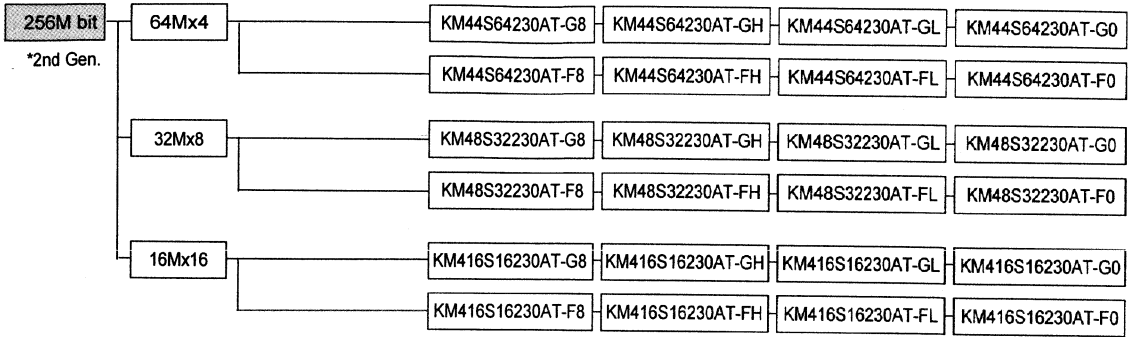 256M bit
*2nd Gen.
64Mx4
KM44S64230AT-G8 KM44S64230AT-GH KM44S64230AT-GL KM44S64230AT-G0
KM44S64230AT-F8 KM44S64230AT-FH KM44S64230AT-FL KM44S64230AT-F0
32Mx8
KM48S32230AT-G8 KM48S32230AT-GH KM48S32230AT-GL KM48S32230AT-G0
KM48S32230AT-F8 KM48S32230AT-FH KM48S32230AT-FL KM48S32230AT-F0
16Mx16
KM416S16230AT-G8 KM416S16230AT-GH KM416S16230AT-GL KM416S16230AT-G0
KM416S16230AT-F8 KM416S16230AT-FH KM416S16230AT-FL KM416S16230AT-F0